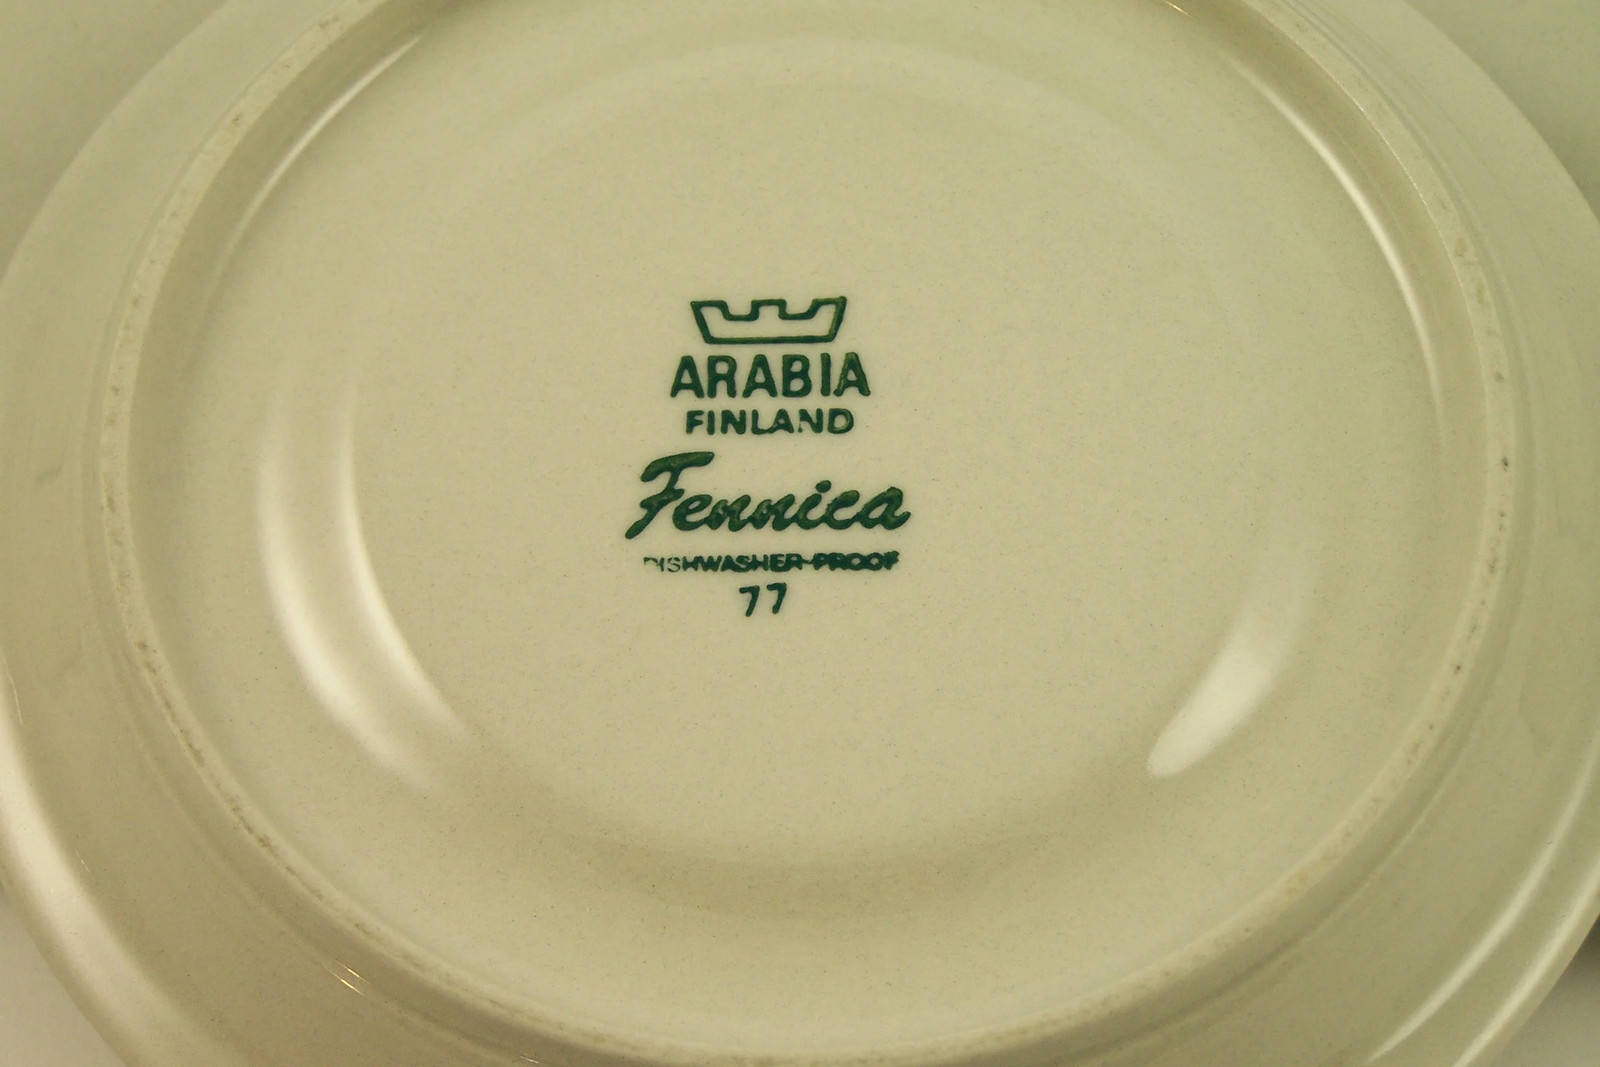 ARABIA
FINLAND
Fennica
DISHWASHER-PROOF
77